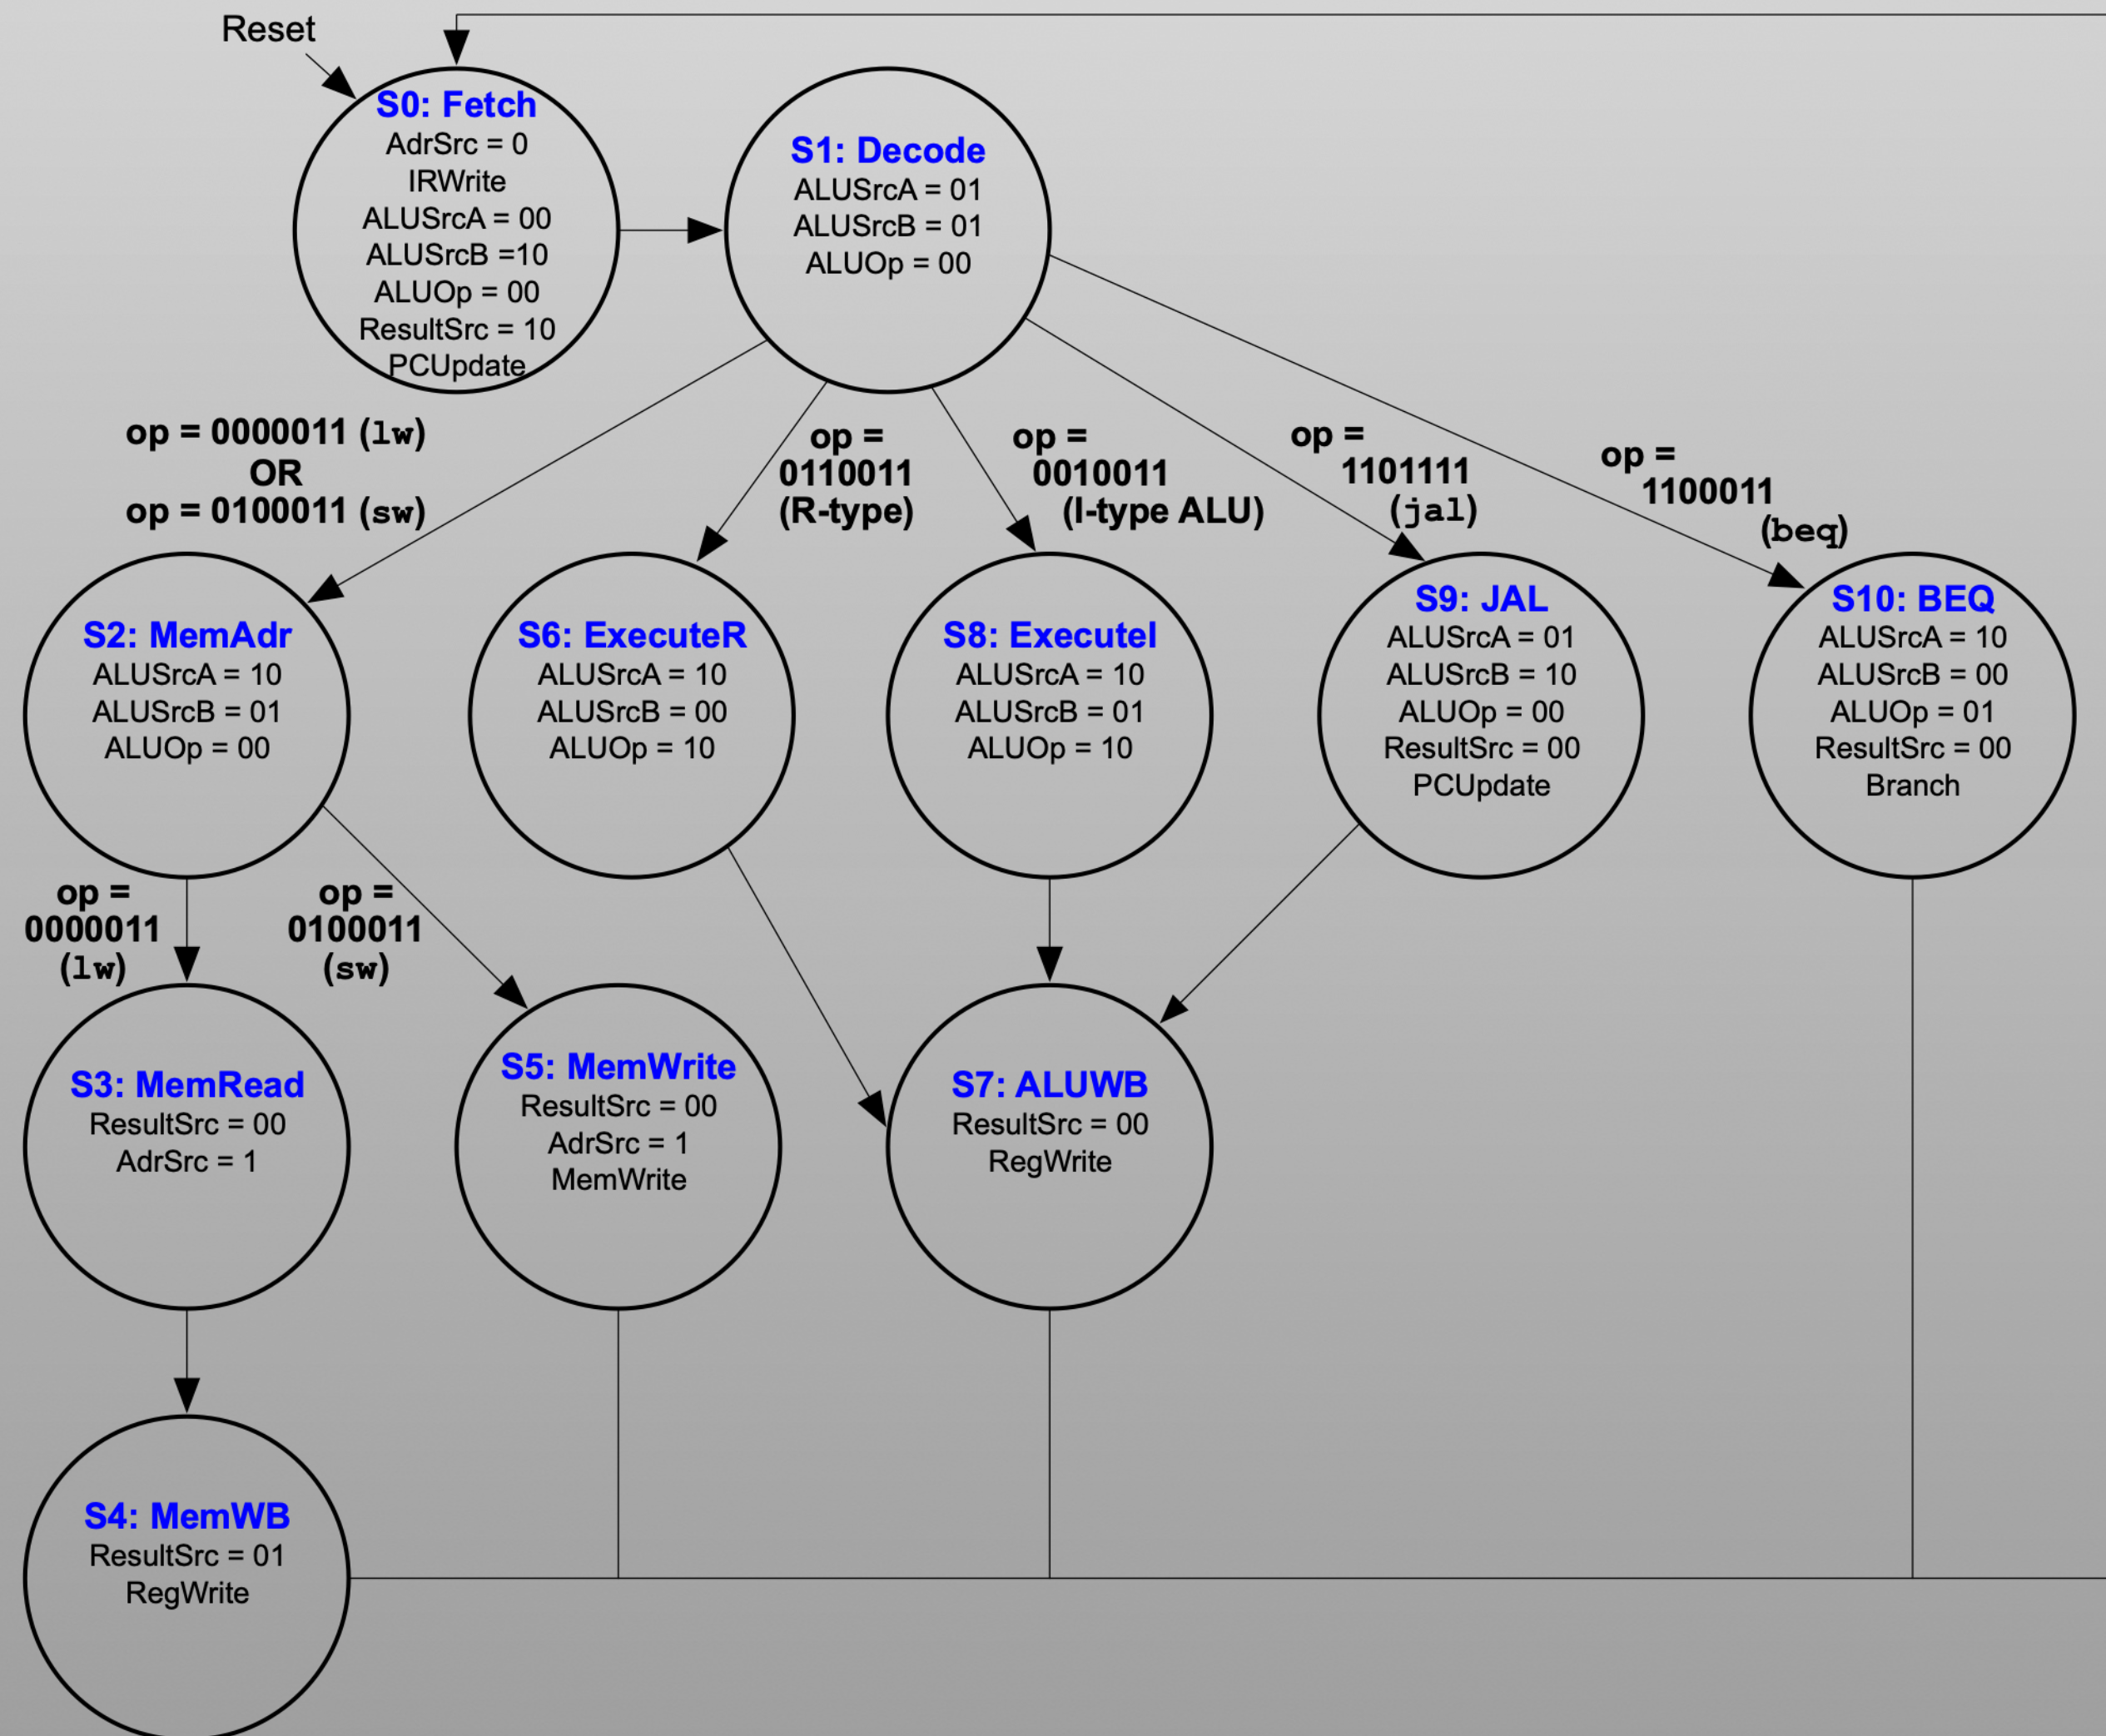 Reset
S0: Fetch
AdrSrc = 0
IRWrite
ALUSrcA = 00
ALUSrcB =10
ALUOp = 00
ResultSrc = 10
PCUpdate
S1: Decode
ALUSrcA = 01
ALUSrcB = 01
ALUOp = 00
op = 0000011 (lw)
OR
op = 0100011 (sw)
op =
0110011
(R-type)
op =
0010011
(I-type ALU)
op =
1101111
(jal)
op =
1100011
(beq)
S2: MemAdr
ALUSrcA = 10
ALUSrcB = 01
ALUOp = 00
S6: ExecuteR
ALUSrcA = 10
ALUSrcB = 00
ALUOp = 10
S8: ExecuteI
ALUSrcA = 10
ALUSrcB = 01
ALUOp = 10
S9: JAL
ALUSrcA = 01
ALUSrcB = 10
ALUOp = 00
ResultSrc = 00
PCUpdate
S10: BEQ
ALUSrcA = 10
ALUSrcB = 00
ALUOp = 01
ResultSrc = 00
Branch
op =
0000011
(lw)
op =
0100011
(sw)
S3: MemRead
ResultSrc = 00
AdrSrc = 1
S5: MemWrite
ResultSrc = 00
AdrSrc = 1
MemWrite
S7: ALUWB
ResultSrc = 00
RegWrite
S4: MemWB
ResultSrc = 01
RegWrite